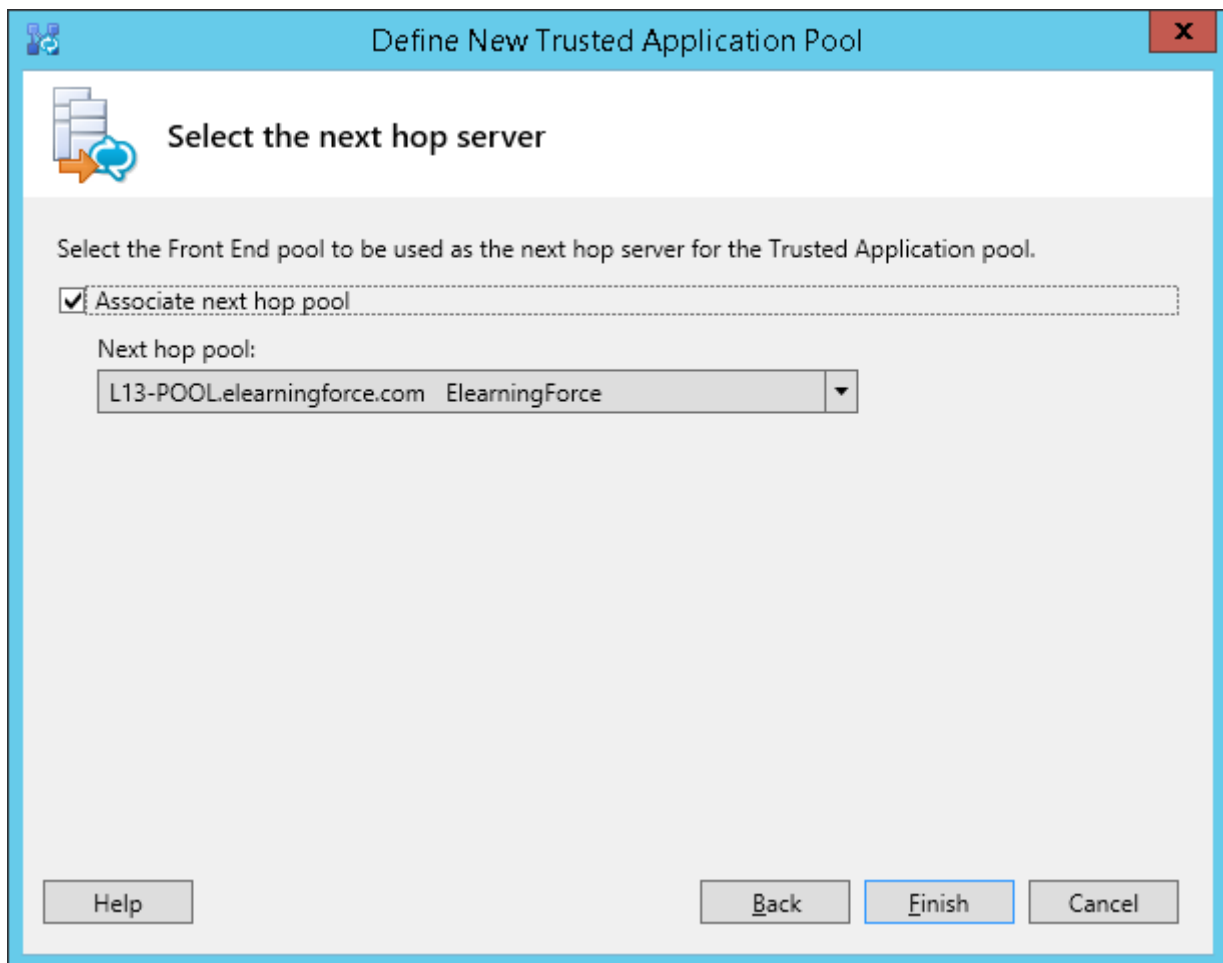 Define New Trusted Application Pool
x
Select the next hop server
Select the Front End pool to be used as the next hop server for the Trusted Application pool.
Associate next hop pool
Next hop pool:
L13-POOL.elearningforce.com ElearningForce
Help Back Finish Cancel